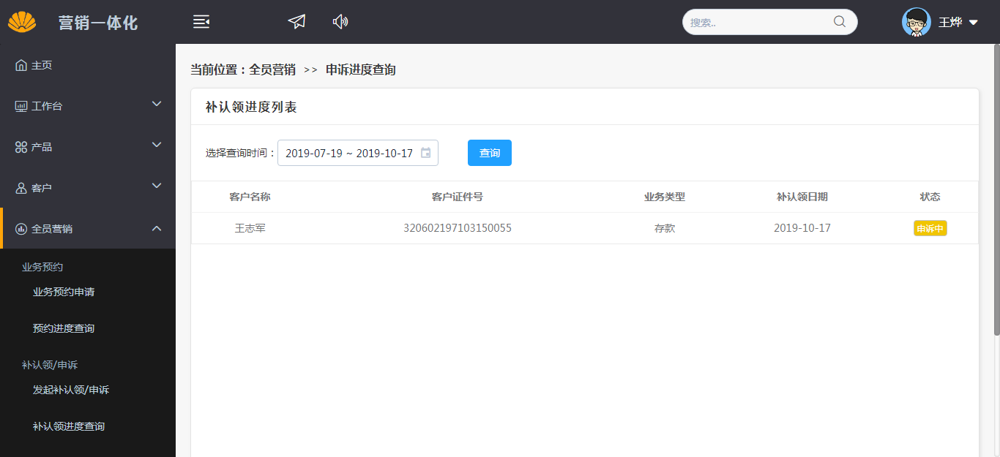 营销一体化
搜索..
王烨
主页
工作台
产品
客户
全员营销
业务预约
业务预约申请
预约进度查询
补认领/申诉
发起补认领/申诉
补认领进度查询
当前位置：全员营销 >> 申诉进度查询
补认领进度列表
选择查询时间： 2019-07-19 ~ 2019-10-17 查询
客户名称 客户证件号 业务类型 补认领日期 状态
王志军 320602197103150055 存款 2019-10-17 申诉中